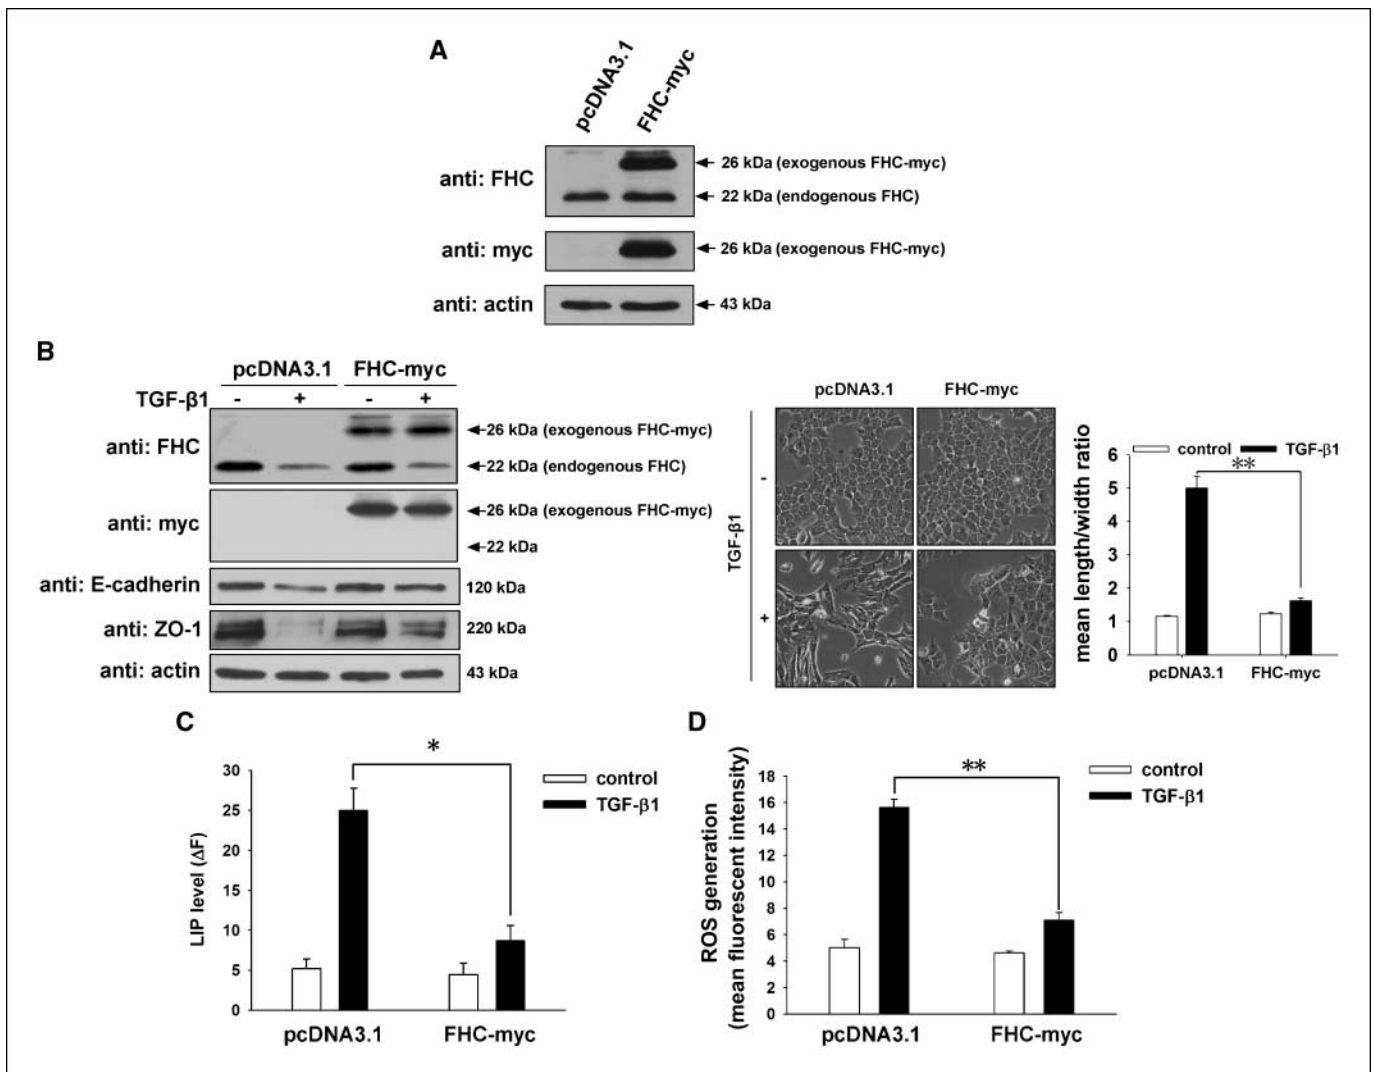 A
pcDNA3.1
FHC-myc
anti: FHC
26 kDa (exogenous FHC-myc)
22 kDa (endogenous FHC)
anti: myc
26 kDa (exogenous FHC-myc)
anti: actin
43 kDa
B
pcDNA3.1 FHC-myc
TGF-β1 - + - +
anti: FHC
26 kDa (exogenous FHC-myc)
22 kDa (endogenous FHC)
anti: myc
26 kDa (exogenous FHC-myc)
22 kDa
anti: E-cadherin
120 kDa
anti: ZO-1
220 kDa
anti: actin
43 kDa
pcDNA3.1 FHC-myc
TGF-β1
-
+
control TGF-β1
**
mean length/width ratio
6
5
4
3
2
1
0
pcDNA3.1 FHC-myc
C
*
control
TGF-β1
LIP level (ΔF)
30
25
20
15
10
5
0
pcDNA3.1 FHC-myc
D
**
control
TGF-β1
ROS generation
(mean fluorescent intensity)
18
16
14
12
10
8
6
4
2
0
pcDNA3.1 FHC-myc